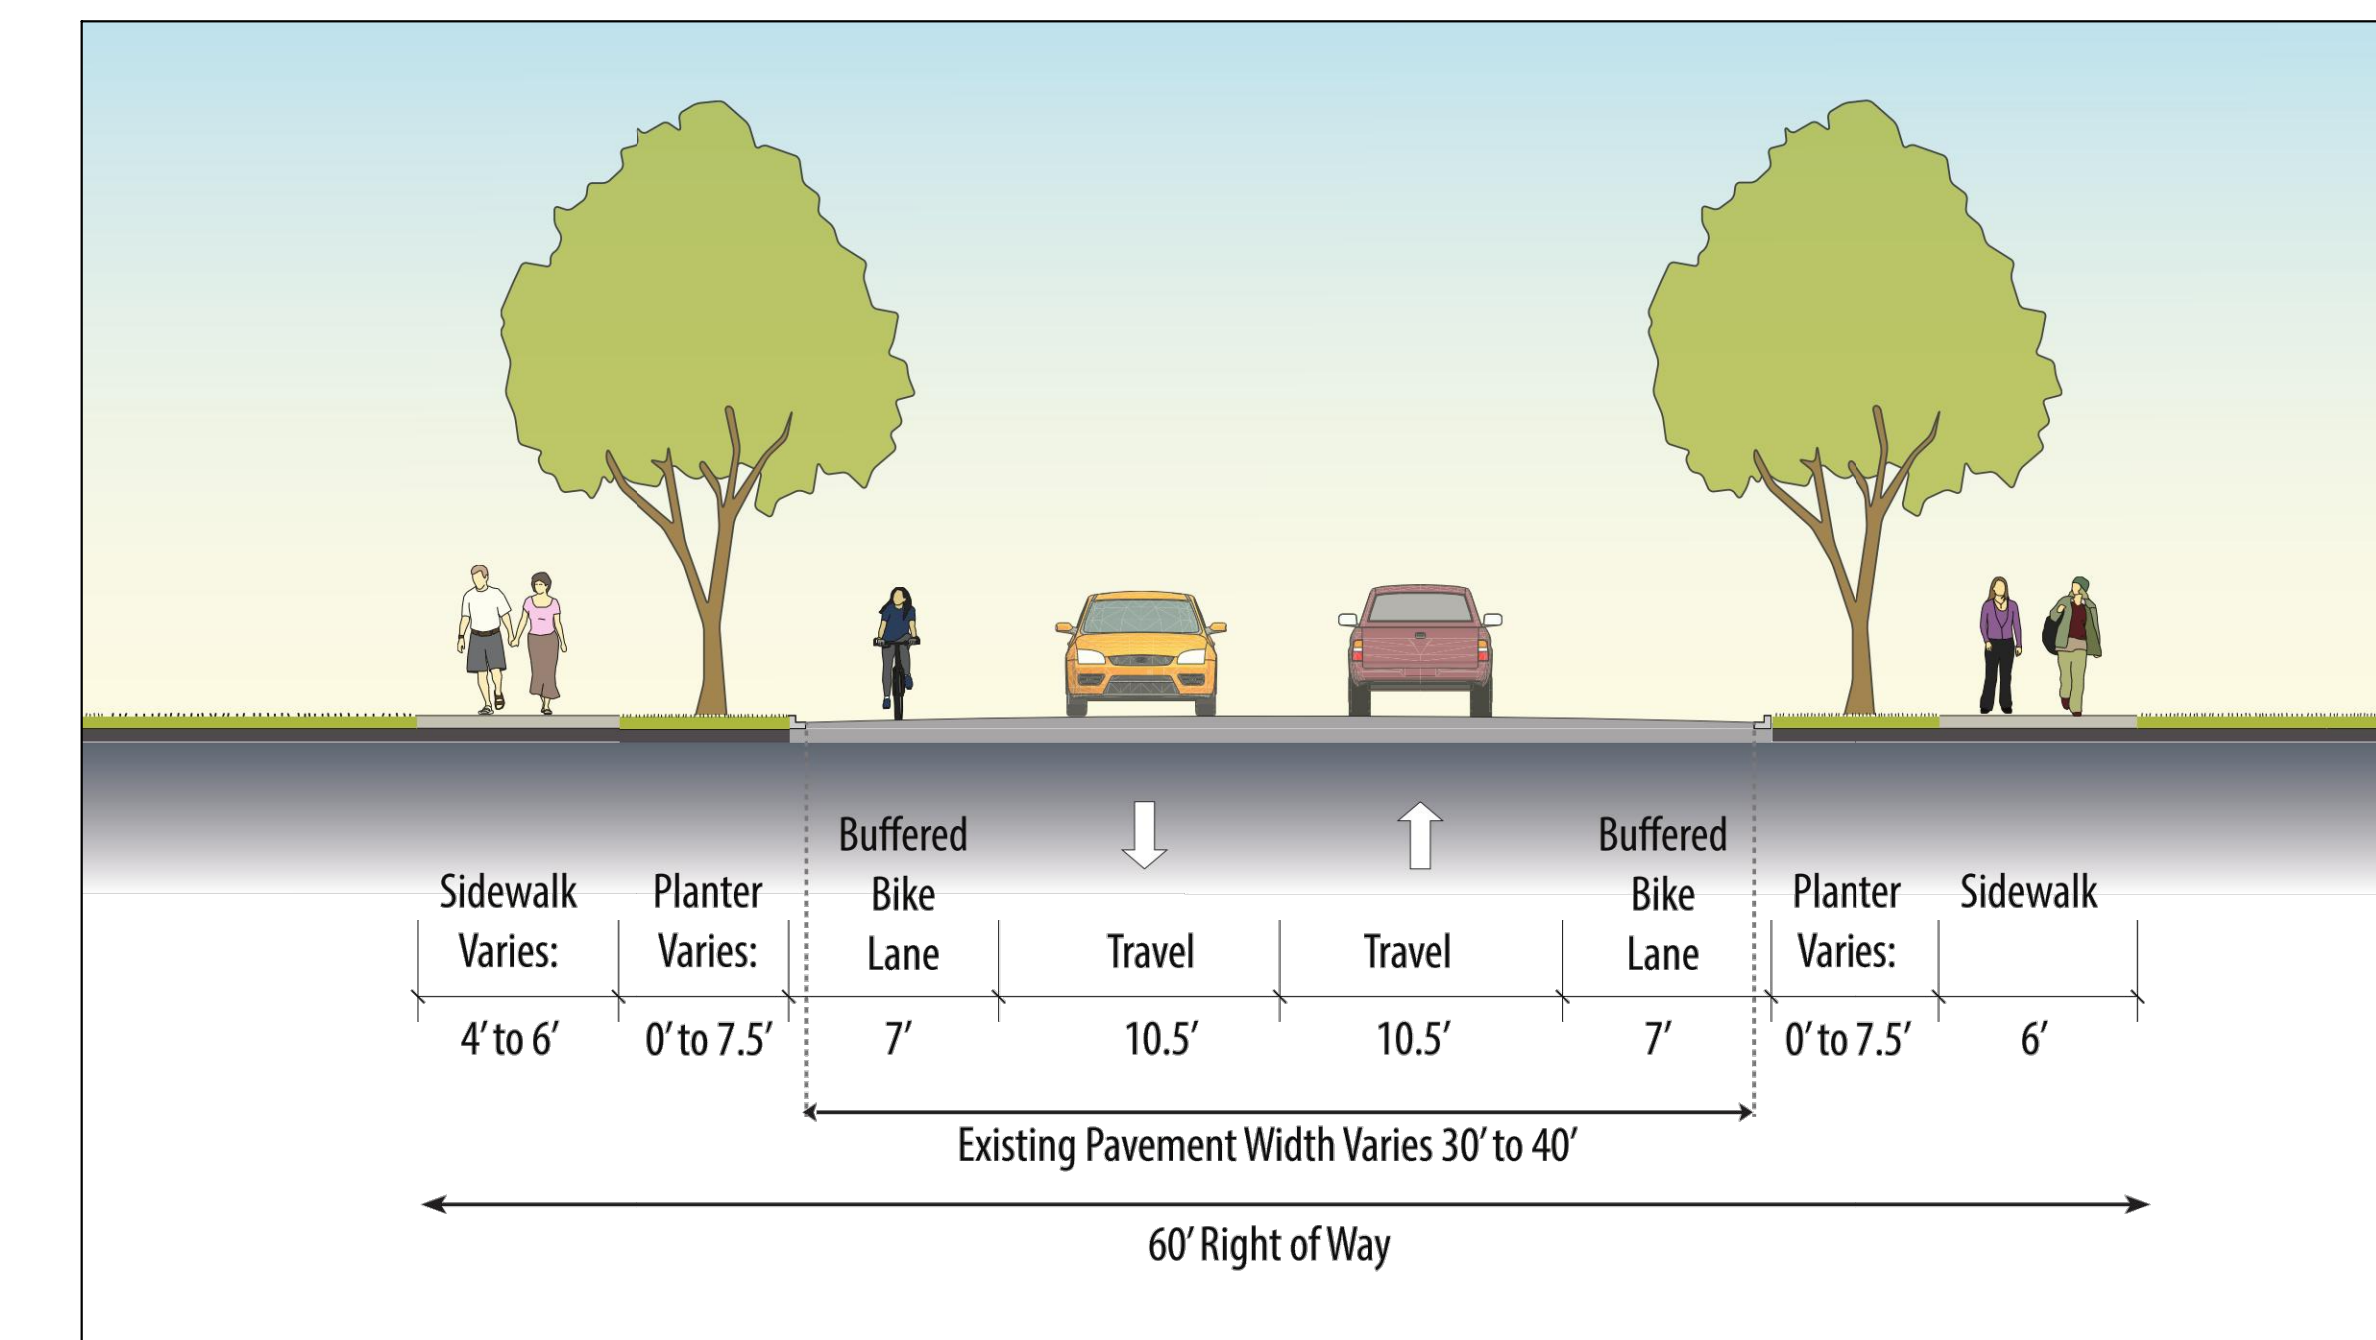 Sidewalk
Varies:
4’ to 6’
Planter
Varies:
0’ to 7.5’
Buffered
Bike
Lane
7’
Travel
10.5’
Travel
10.5’
Buffered
Bike
Lane
7’
Planter
Varies:
0’ to 7.5’
Sidewalk
6’
Existing Pavement Width Varies 30’ to 40’
60’ Right of Way